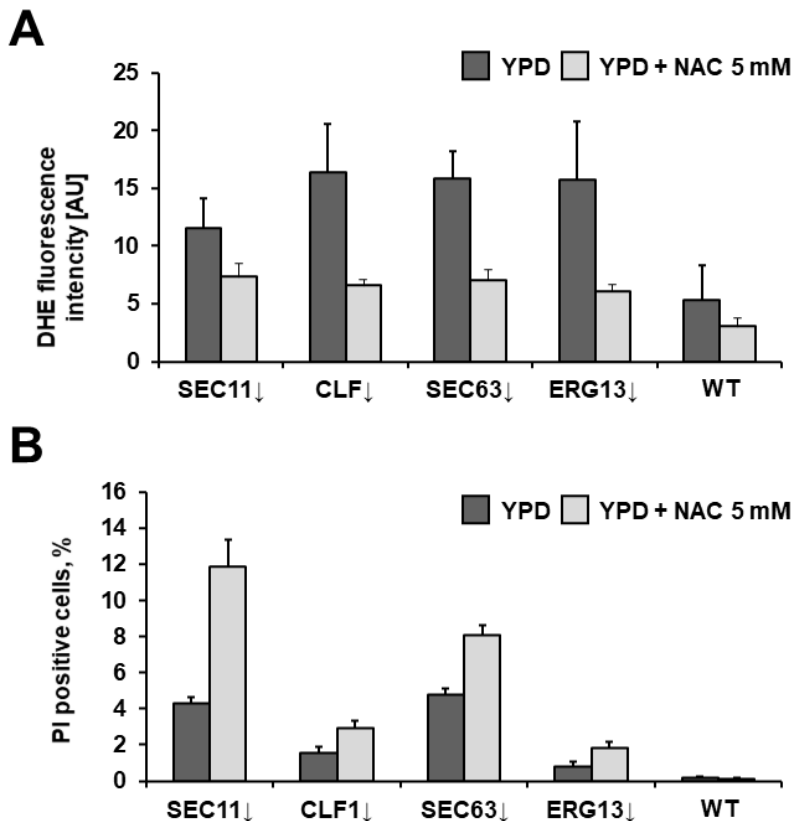 A
YPD YPD + NAC 5 mM
DHE fluorescence
intencity [AU]
25
20
15
10
5
0
SEC11↓ CLF↓ SEC63↓ ERG13↓ WT
B
YPD YPD + NAC 5 mM
PI positive cells, %
16
14
12
10
8
6
4
2
0
SEC11↓ CLF1↓ SEC63↓ ERG13↓ WT